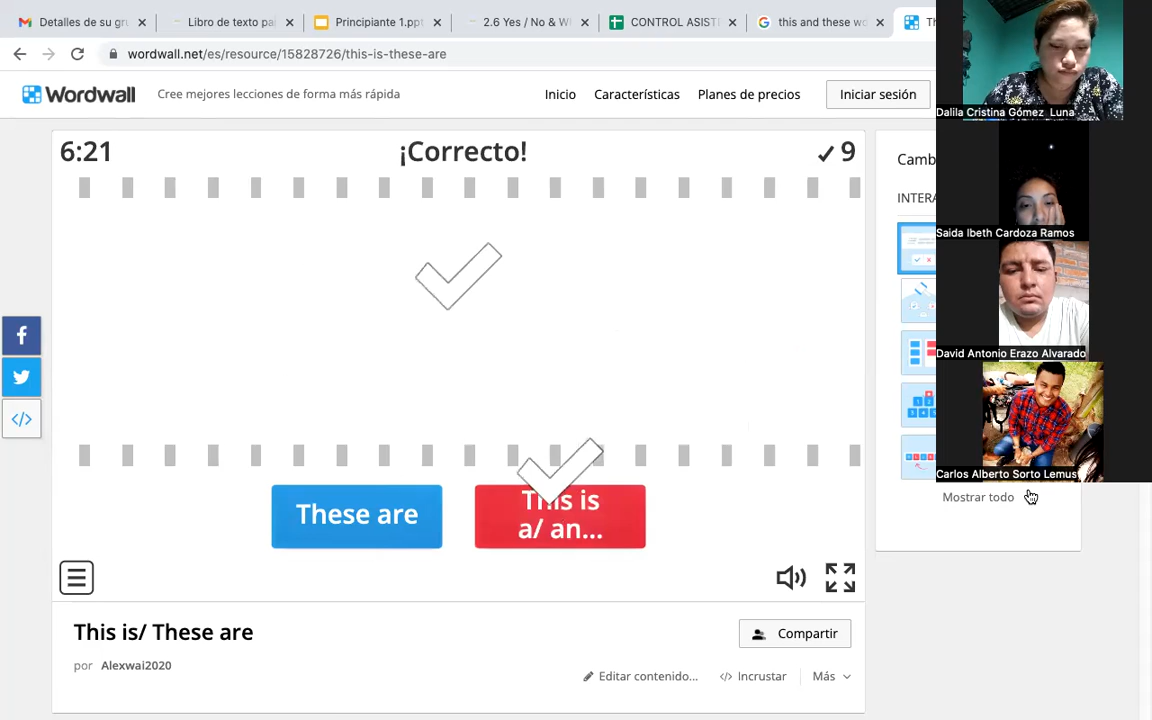 Detalles de su gru
Libro de texto pa
Principiante 1.ppt
2.6 Yes / No & W
CONTROL ASIST
this and these wo
Th
wordwall.net/es/resource/15828726/this-is-these-are
Wordwall
Cree mejores lecciones de forma más rápida
Inicio
Características
Planes de precios
Iniciar sesión
6:21
¡Correcto!
9
Camb
INTERA
Dalila Cristina Gómez Luna
Saida Ibeth Cardoza Ramos
David Antonio Erazo Alvarado
Carlos Alberto Sorto Lemus
Mostrar todo
These are
This is
a/ an...
This is/ These are
Compartir
por Alexwai2020
Editar contenido...
Incrustar
Más